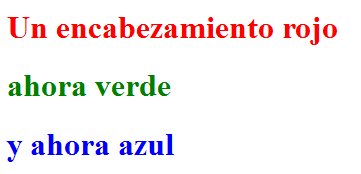 Un encabezamiento rojo
ahora verde
y ahora azul